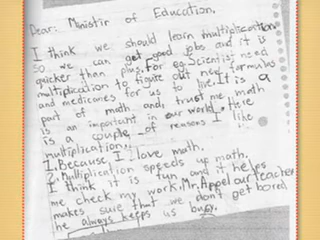 Dear: Ministir of Education.
I think we should learn multiplication
so we can get good jobs and it is
quicker than plus. For eg. Scientist need
multiplication to figure out new formulas
and medicines for us to live. It is a
part of math and, trust me math
is an important in our world. Here
is a couple of reasons I like
multiplication..
1. Because, I love math.
2. Multiplication speeds up math.
I think it is fun and it helps
me check my work. Mr. Appel our teacher
makes sure that we don't get bored
he always keeps us busy.